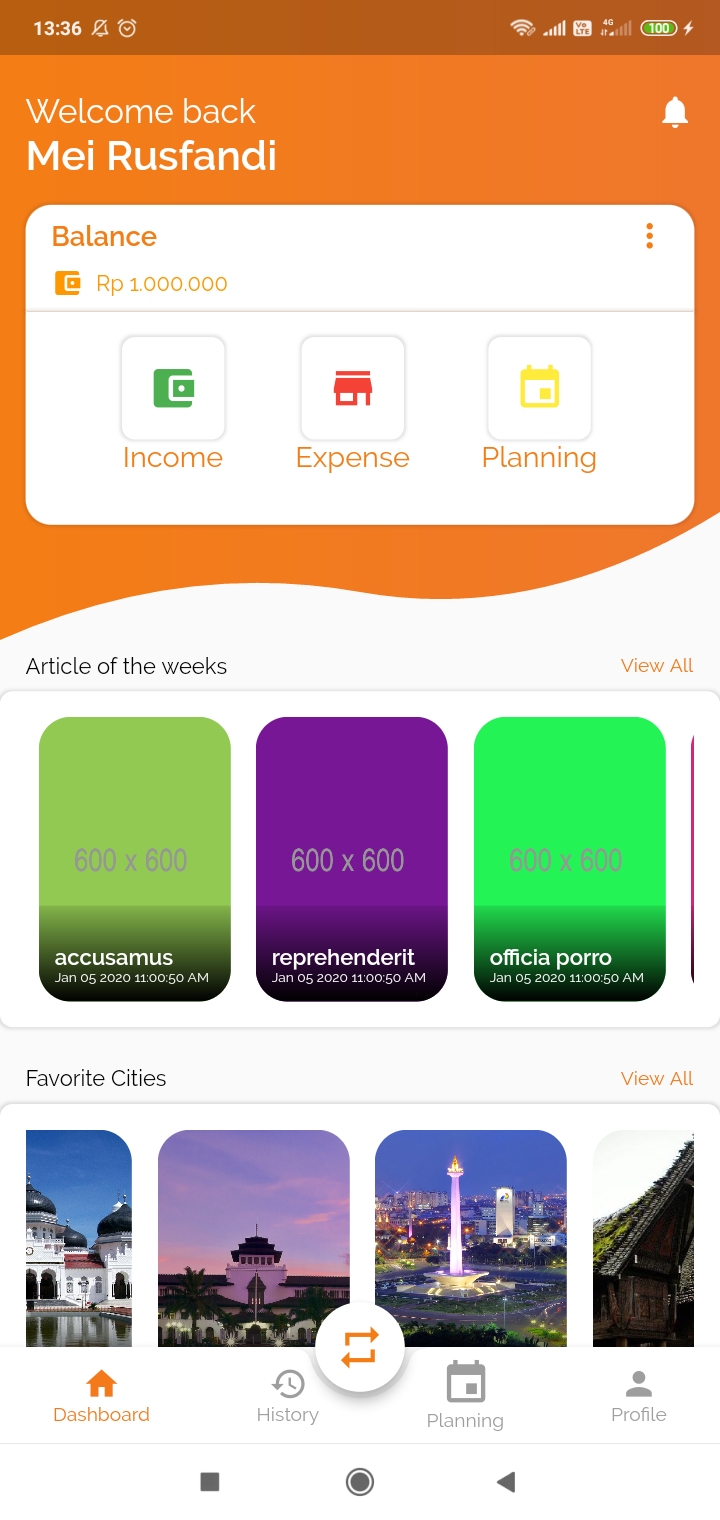 13:36
Vo
LTE
4G
100
Welcome back
Mei Rusfandi
Balance
Rp 1.000.000
Income
Expense
Planning
Article of the weeks
View All
600 x 600
600 x 600
600 x 600
accusamus
reprehenderit
officia porro
Jan 05 2020 11:00:50 AM
Jan 05 2020 11:00:50 AM
Jan 05 2020 11:00:50 AM
Favorite Cities
View All
Dashboard
History
Planning
Profile